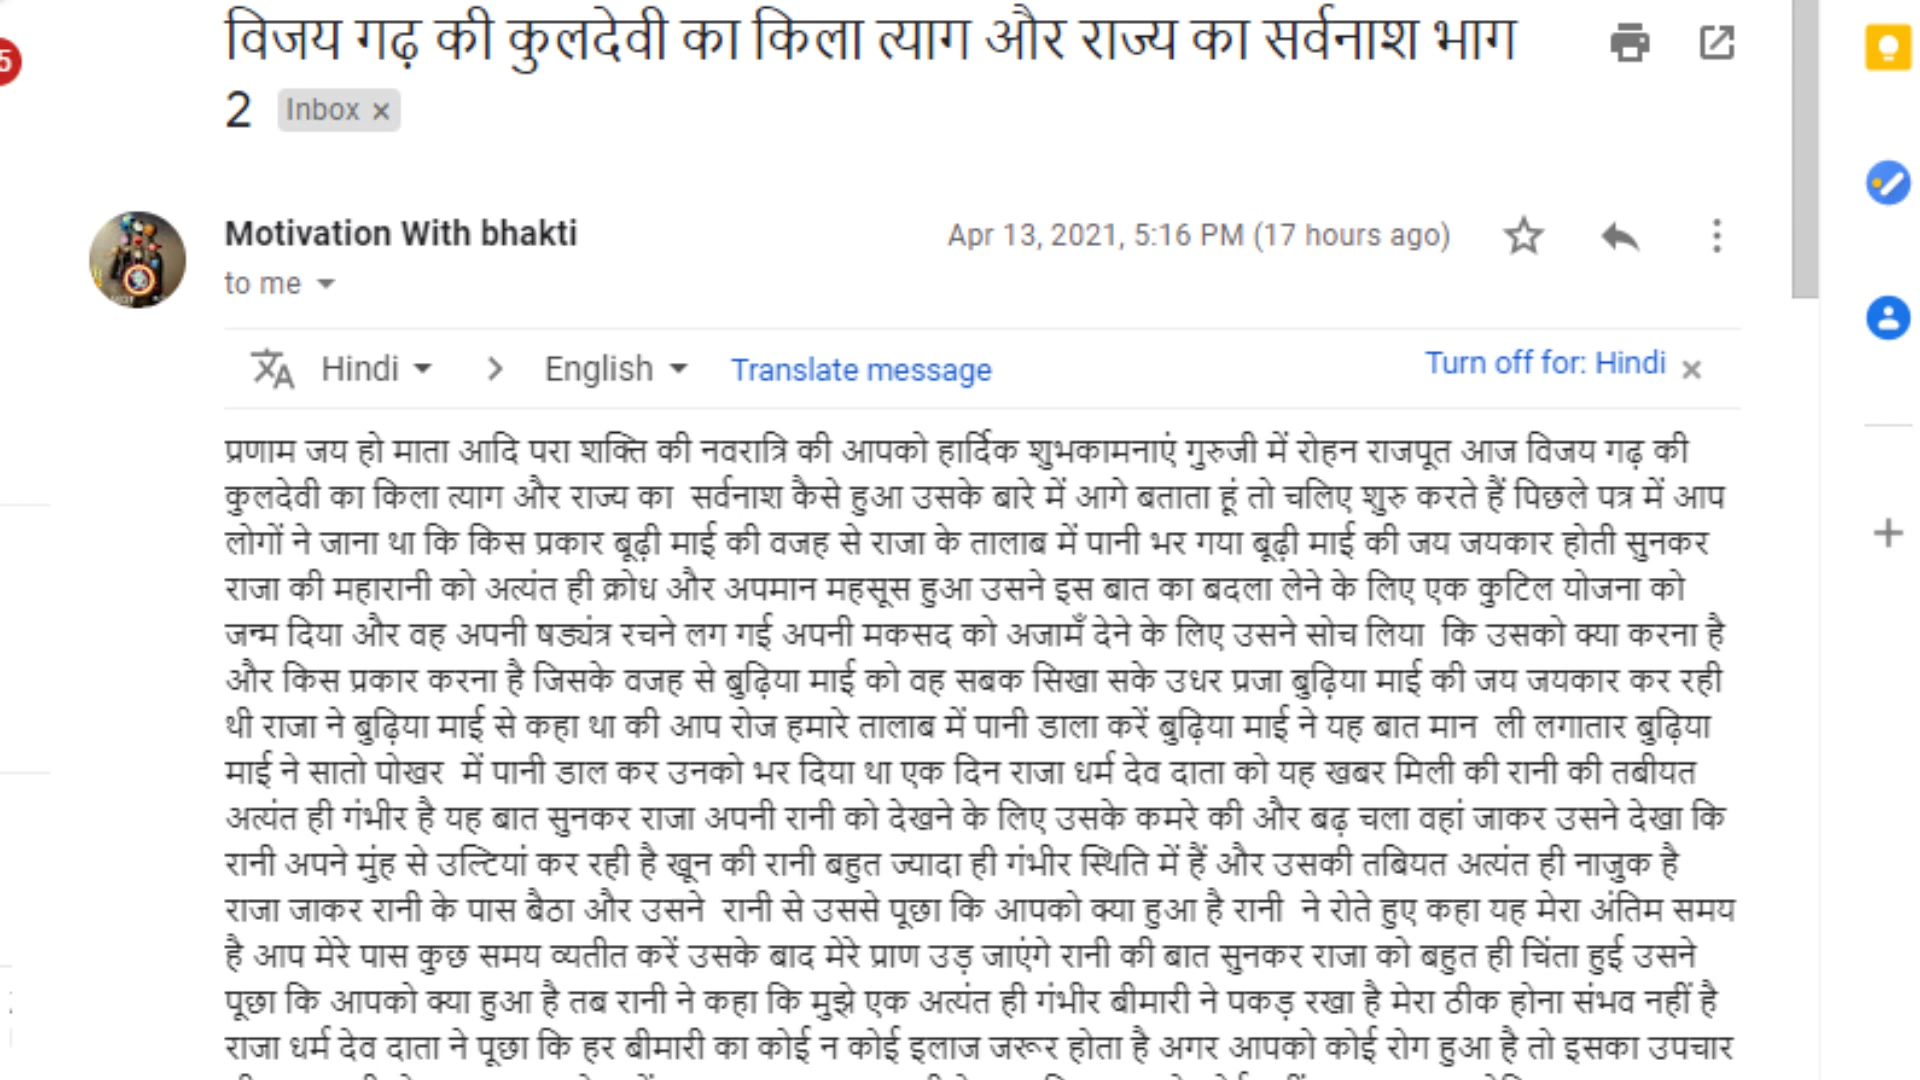 विजय गढ़ की कुलदेवी का किला त्याग और राज्य का सर्वनाश भाग
2 Inbox ×
5
Motivation With bhakti
Apr 13, 2021, 5:16 PM (17 hours ago)
to me
Hindi > English Translate message Turn off for: Hindi ×
प्रणाम जय हो माता आदि परा शक्ति की नवरात्रि की आपको हार्दिक शुभकामनाएं गुरुजी में रोहन राजपूत आज विजय गढ़ की
कुलदेवी का किला त्याग और राज्य का सर्वनाश कैसे हुआ उसके बारे में आगे बताता हूं तो चलिए शुरु करते हैं पिछले पत्र में आप
लोगों ने जाना था कि किस प्रकार बूढ़ी माई की वजह से राजा के तालाब में पानी भर गया बूढ़ी माई की जय जयकार होती सुनकर
राजा की महारानी को अत्यंत ही क्रोध और अपमान महसूस हुआ उसने इस बात का बदला लेने के लिए एक कुटिल योजना को
जन्म दिया और वह अपनी षड्यंत्र रचने लग गई अपनी मकसद को अजामँ देने के लिए उसने सोच लिया कि उसको क्या करना है
और किस प्रकार करना है जिसके वजह से बुढ़िया माई को वह सबक सिखा सके उधर प्रजा बुढ़िया माई की जय जयकार कर रही
थी राजा ने बुढ़िया माई से कहा था की आप रोज हमारे तालाब में पानी डाला करें बुढ़िया माई ने यह बात मान ली लगातार बुढ़िया
माई ने सातो पोखर में पानी डाल कर उनको भर दिया था एक दिन राजा धर्म देव दाता को यह खबर मिली की रानी की तबीयत
अत्यंत ही गंभीर है यह बात सुनकर राजा अपनी रानी को देखने के लिए उसके कमरे की और बढ़ चला वहां जाकर उसने देखा कि
रानी अपने मुंह से उल्टियां कर रही है खून की रानी बहुत ज्यादा ही गंभीर स्थिति में हैं और उसकी तबियत अत्यंत ही नाजुक है
राजा जाकर रानी के पास बैठा और उसने रानी से उससे पूछा कि आपको क्या हुआ है रानी ने रोते हुए कहा यह मेरा अंतिम समय
है आप मेरे पास कुछ समय व्यतीत करें उसके बाद मेरे प्राण उड़ जाएंगे रानी की बात सुनकर राजा को बहुत ही चिंता हुई उसने
पूछा कि आपको क्या हुआ है तब रानी ने कहा कि मुझे एक अत्यंत ही गंभीर बीमारी ने पकड़ रखा है मेरा ठीक होना संभव नहीं है
राजा धर्म देव दाता ने पूछा कि हर बीमारी का कोई न कोई इलाज जरूर होता है अगर आपको कोई रोग हुआ है तो इसका उपचार